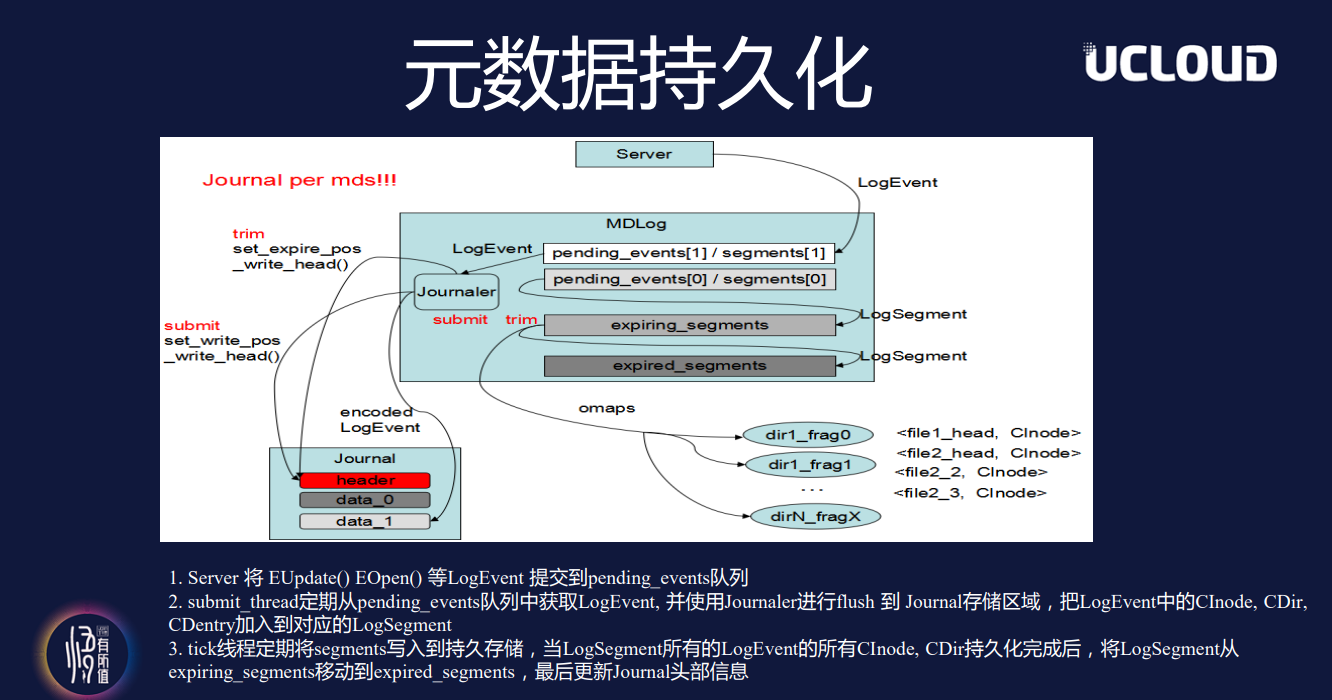 元数据持久化
UCLOUD
Journal per mds!!!
Server
LogEvent
MDLog
trim
set_expire_pos
_write_head()
LogEvent
pending_events[1] / segments[1]
pending_events[0] / segments[0]
Journaler
submit trim
expiring_segments
LogSegment
expired_segments
LogSegment
submit
set_write_pos
_write_head()
encoded
LogEvent
omaps
Journal
header
data_0
data_1
dir1_frag0
<file1_head, CInode>
<file2_head, CInode>
dir1_frag1
<file2_2, CInode>
...
<file2_3, CInode>
dirN_fragX
1. Server 将 EUpdate() EOpen() 等LogEvent 提交到pending_events队列
2. submit_thread定期从pending_events队列中获取LogEvent, 并使用Journaler进行flush 到 Journal存储区域，把LogEvent中的CInode, CDir,
CDentry加入到对应的LogSegment
3. tick线程定期将segments写入到持久存储，当LogSegment所有的LogEvent的所有CInode, CDir持久化完成后，将LogSegment从
expiring_segments移动到expired_segments，最后更新Journal头部信息
有所值